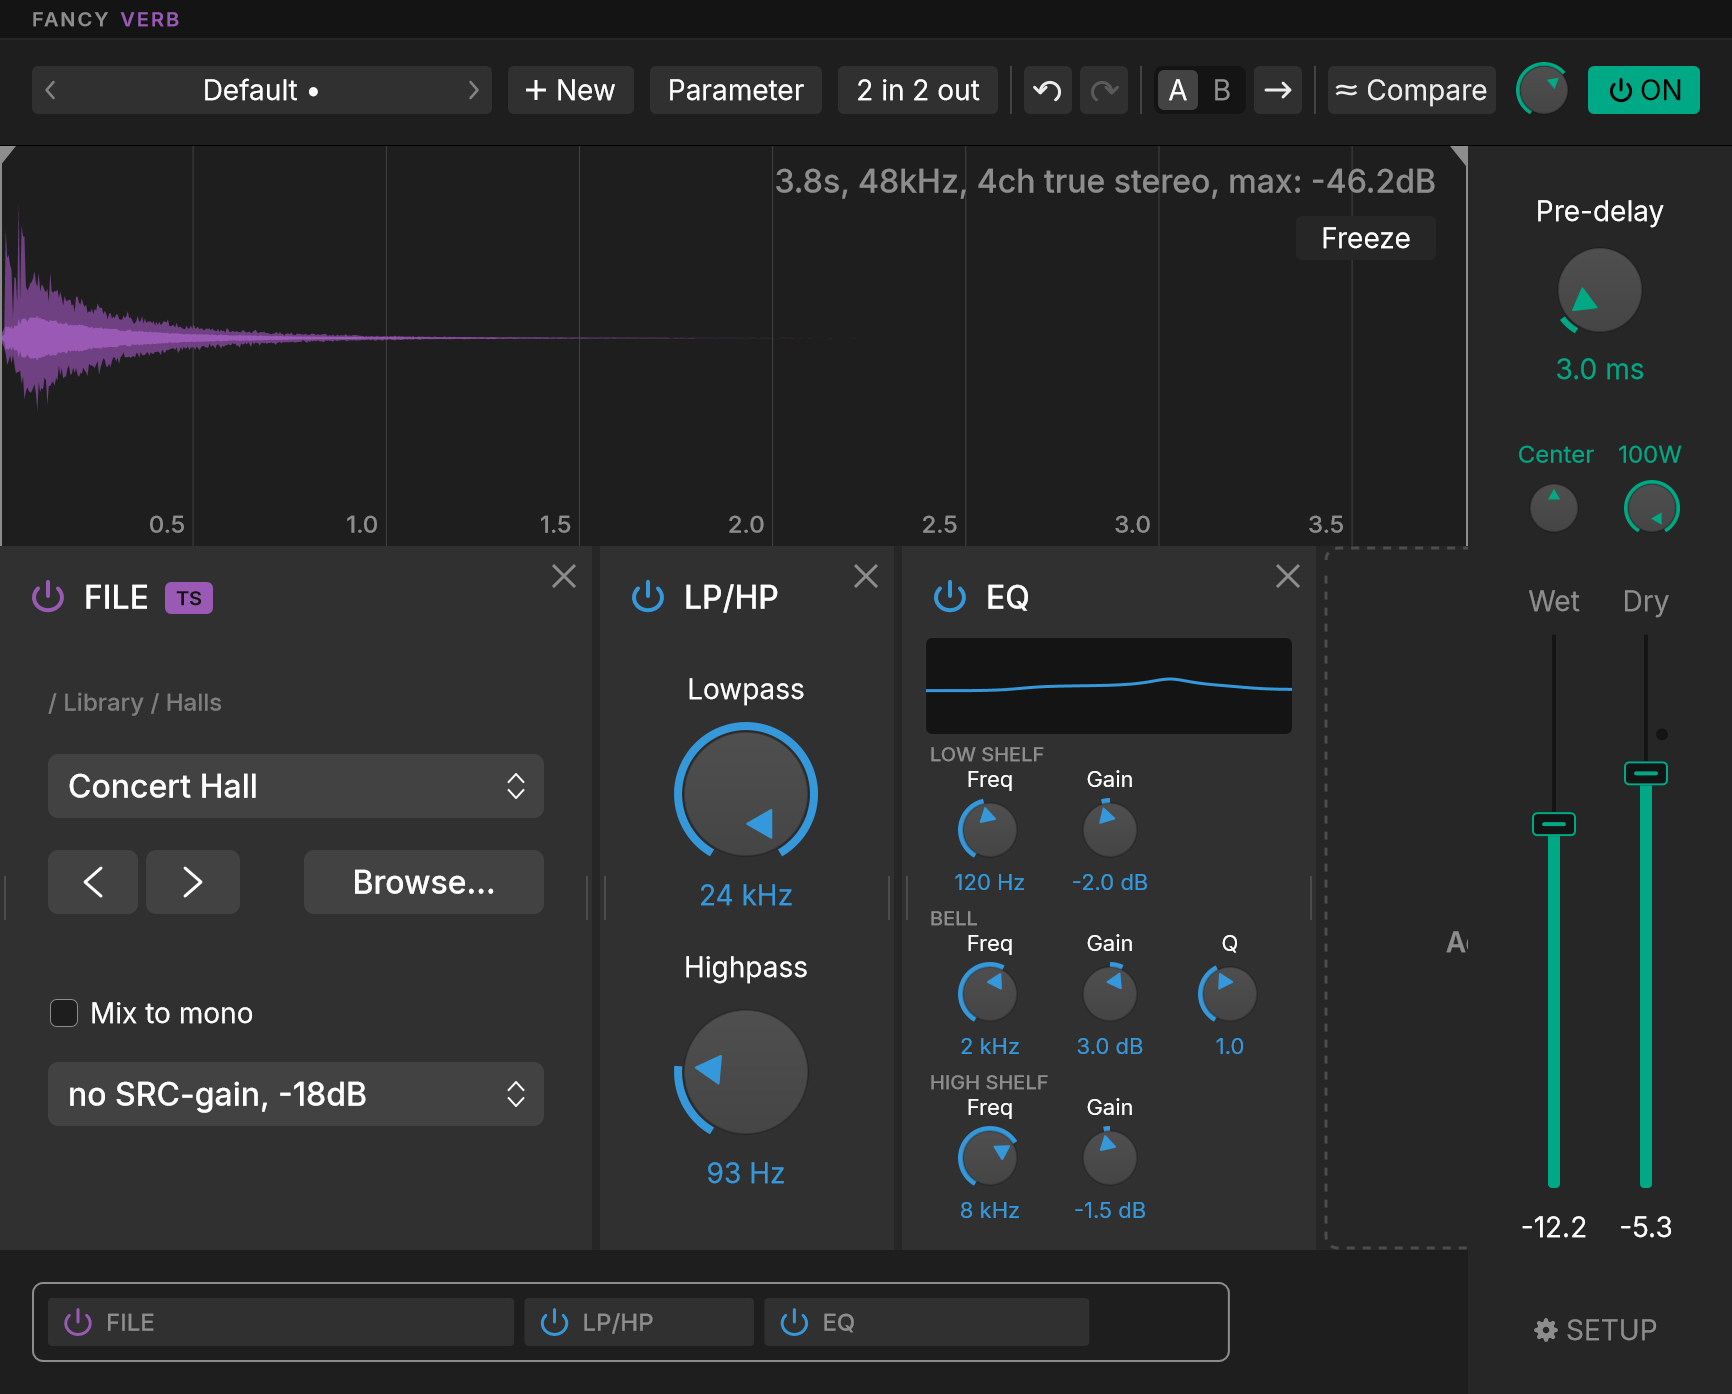 FANCY VERB
Default •
+ New
Parameter
2 in 2 out
A B
≈ Compare
ON
3.8s, 48kHz, 4ch true stereo, max: -46.2dB
Freeze
0.5 1.0 1.5 2.0 2.5 3.0 3.5
Pre-delay
3.0 ms
Center 100W
Wet Dry
-12.2 -5.3
FILE TS
/ Library / Halls
Concert Hall
Browse...
Mix to mono
no SRC-gain, -18dB
LP/HP
Lowpass
24 kHz
Highpass
93 Hz
EQ
LOW SHELF
Freq Gain
120 Hz -2.0 dB
BELL
Freq Gain Q
2 kHz 3.0 dB 1.0
HIGH SHELF
Freq Gain
8 kHz -1.5 dB
FILE LP/HP EQ
SETUP